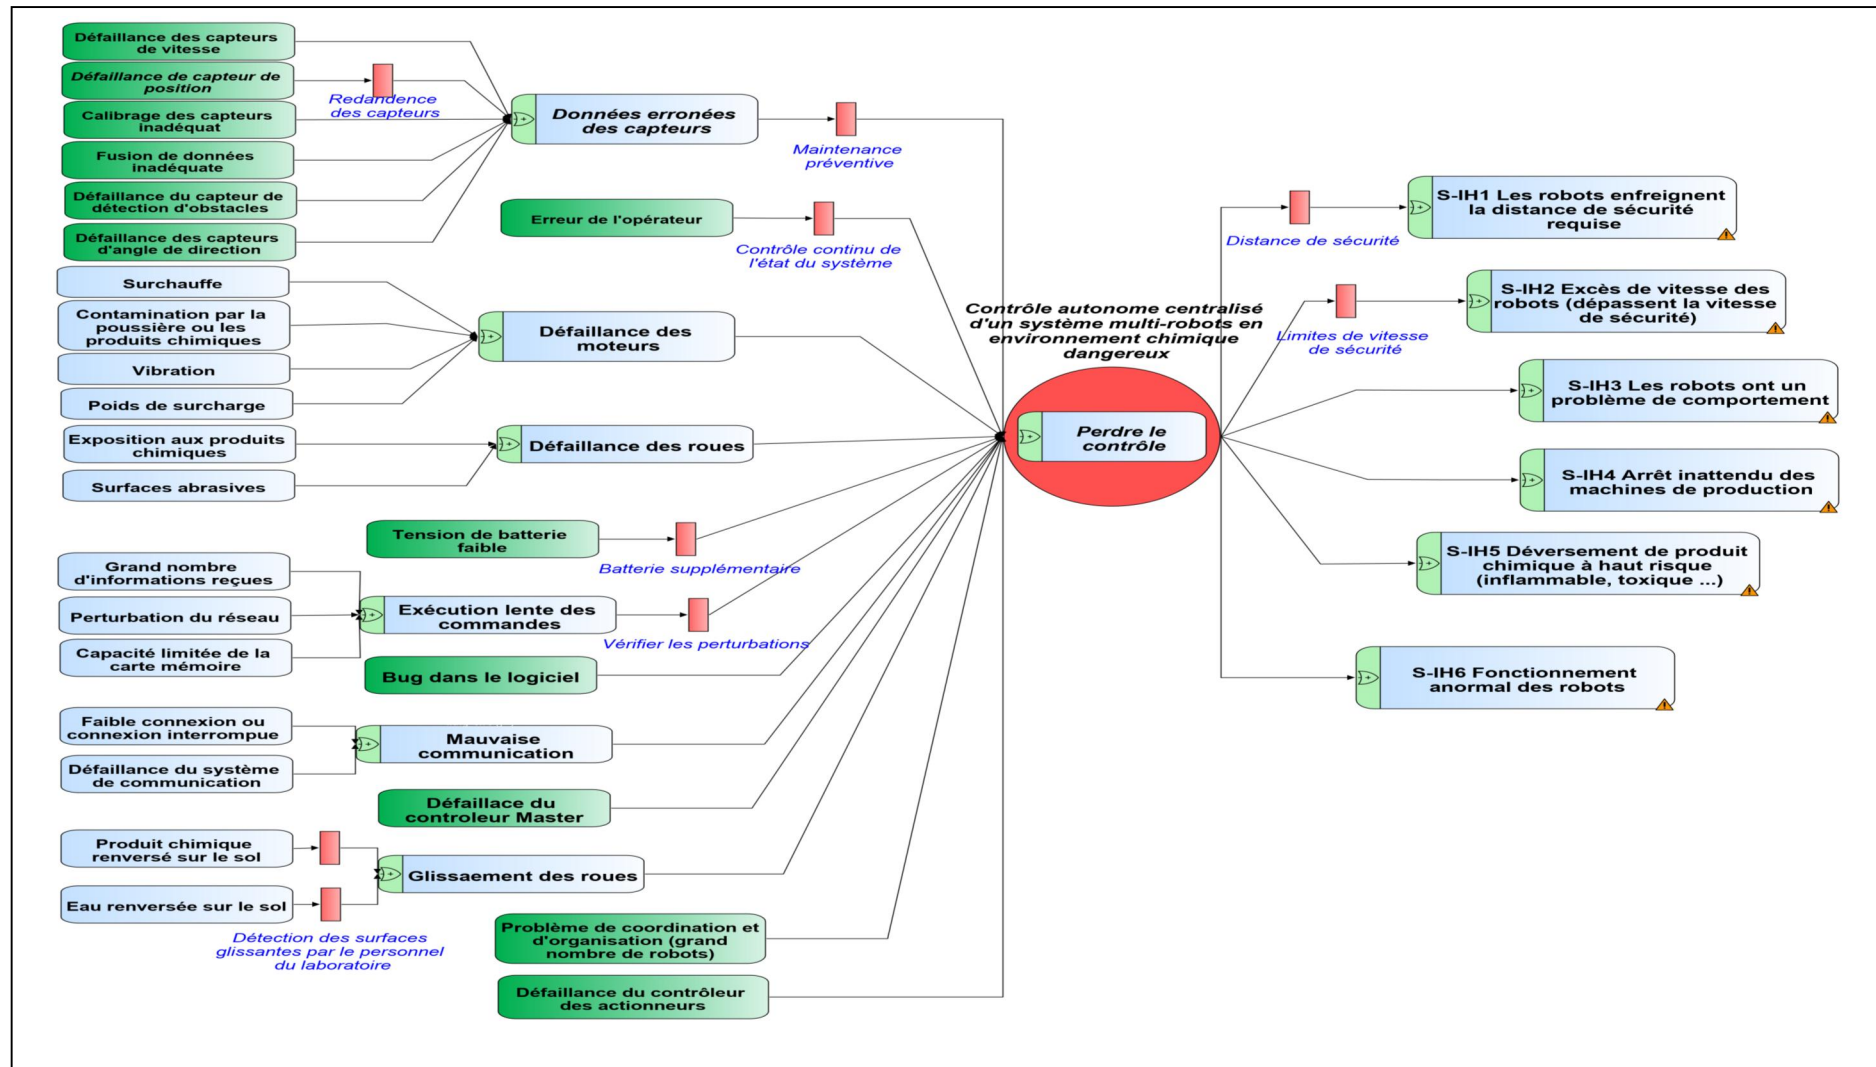 Défaillance des capteurs
de vitesse
Défaillance de capteur de
position
Redandence
des capteurs
Calibrage des capteurs
inadéquat
Fusion de données
inadéquate
Défaillance du capteur de
détection d'obstacles
Défaillance des capteurs
d'angle de direction
Données erronées
des capteurs
Maintenance
préventive
Erreur de l'opérateur
Contrôle continu de
l'état du système
Surchauffe
Contamination par la
poussière ou les
produits chimiques
Vibration
Poids de surcharge
Défaillance des
moteurs
Exposition aux produits
chimiques
Surfaces abrasives
Défaillance des roues
Tension de batterie
faible
Batterie supplémentaire
Grand nombre
d'informations reçues
Perturbation du réseau
Capacité limitée de la
carte mémoire
Exécution lente des
commandes
Vérifier les perturbations
Bug dans le logiciel
Faible connexion ou
connexion interrompue
Défaillance du système
de communication
Mauvaise
communication
Défaillace du
controleur Master
Produit chimique
renversé sur le sol
Eau renversée sur le sol
Glissaement des roues
Détection des surfaces
glissantes par le personnel
du laboratoire
Problème de coordination et
d'organisation (grand
nombre de robots)
Défaillance du contrôleur
des actionneurs
Contrôle autonome centralisé
d'un système multi-robots en
environnement chimique
dangereux
Perdre le
contrôle
Distance de sécurité
S-IH1 Les robots enfreignent
la distance de sécurité
requise
Limites de vitesse
de sécurité
S-IH2 Excès de vitesse des
robots (dépassent la vitesse
de sécurité)
S-IH3 Les robots ont un
problème de comportement
S-IH4 Arrêt inattendu des
machines de production
S-IH5 Déversement de produit
chimique à haut risque
(inflammable, toxique ...)
S-IH6 Fonctionnement
anormal des robots